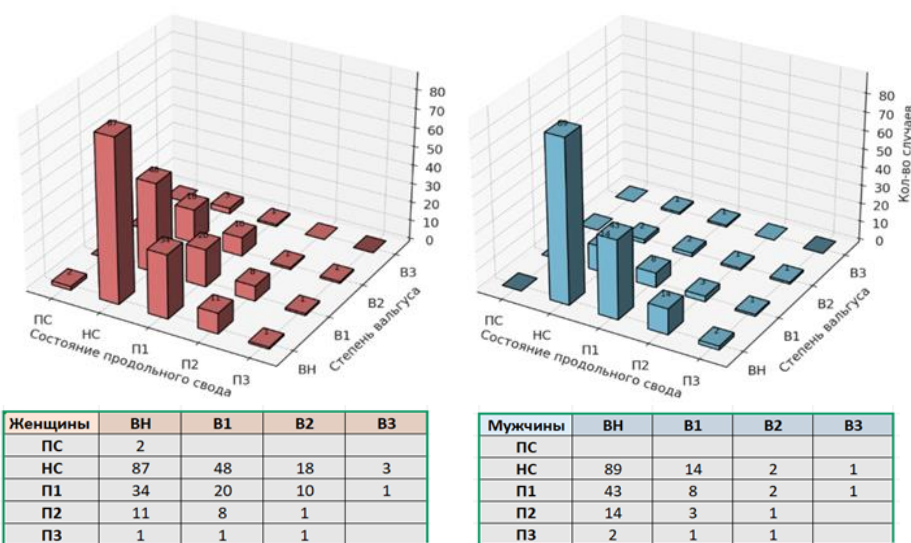 80
70
60
50
40
30
20
10
0
ПС
НС
П1
П2
П3
ВН
В1
В2
В3
Состояние продольного свода
Степень вальгуса
80
70
60
50
40
30
20
10
0
Кол-во случаев
ПС
НС
П1
П2
П3
ВН
В1
В2
В3
Состояние продольного свода
Степень вальгуса
Женщины ВН В1 В2 В3
ПС 2
НС 87 48 18 3
П1 34 20 10 1
П2 11 8 1
П3 1 1 1
Мужчины ВН В1 В2 В3
ПС
НС 89 14 2 1
П1 43 8 2 1
П2 14 3 1
П3 2 1 1